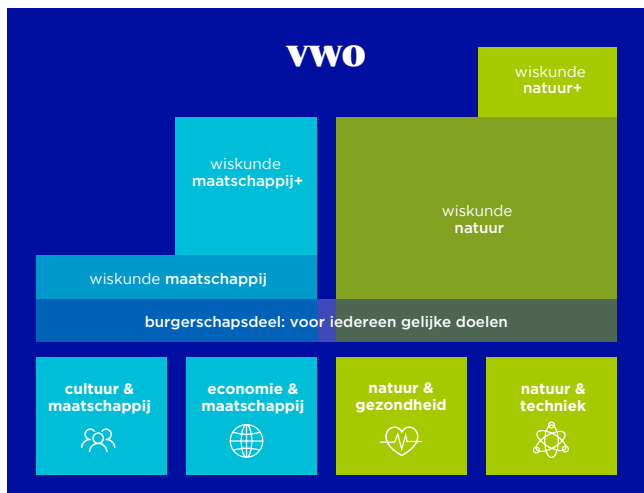 vwo
wiskunde
natuur+
wiskunde
maatschappij+
wiskunde
natuur
wiskunde maatschappij
burgerschapsdeel: voor iedereen gelijke doelen
cultuur &
maatschappij
economie &
maatschappij
natuur &
gezondheid
natuur &
techniek